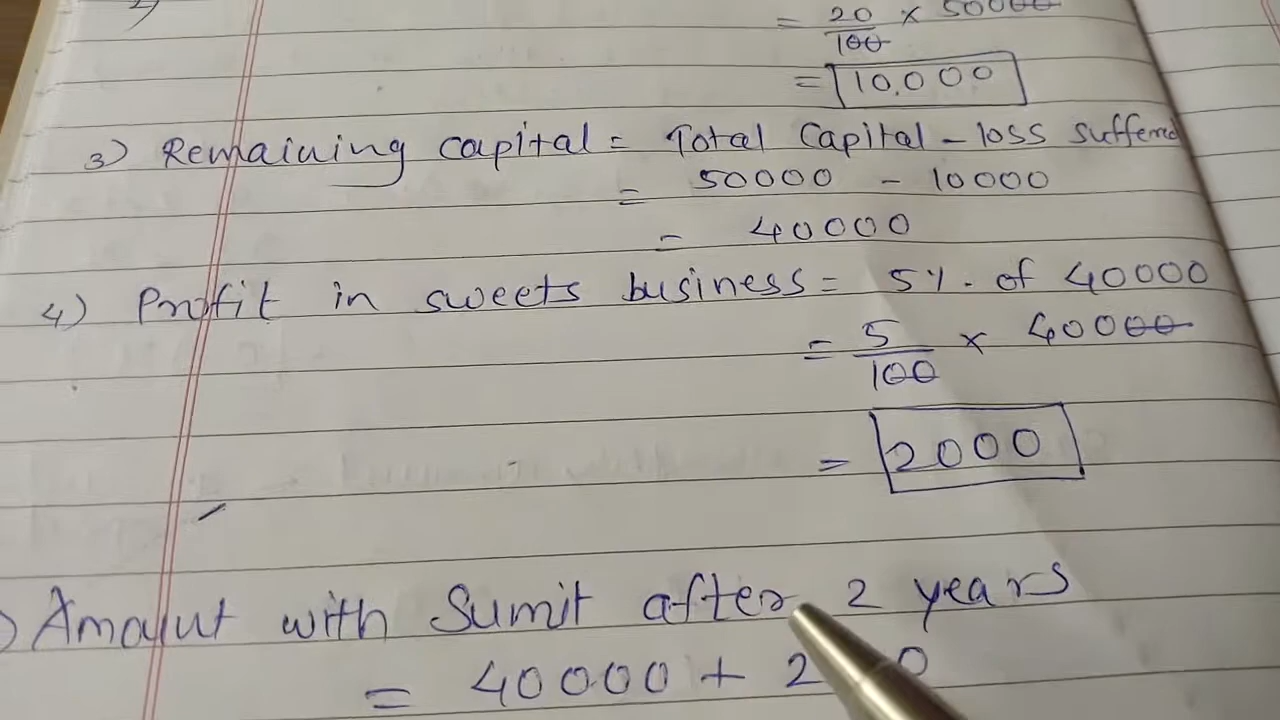 = 20/100 × 50000
= 10,000
3) Remaining capital = Total Capital - loss suffered
= 50000 - 10000
= 40000
4) Profit in sweets business = 5% of 40000
= 5/100 × 40000
= 2000
) Amount with Sumit after 2 years
= 40000 + 2